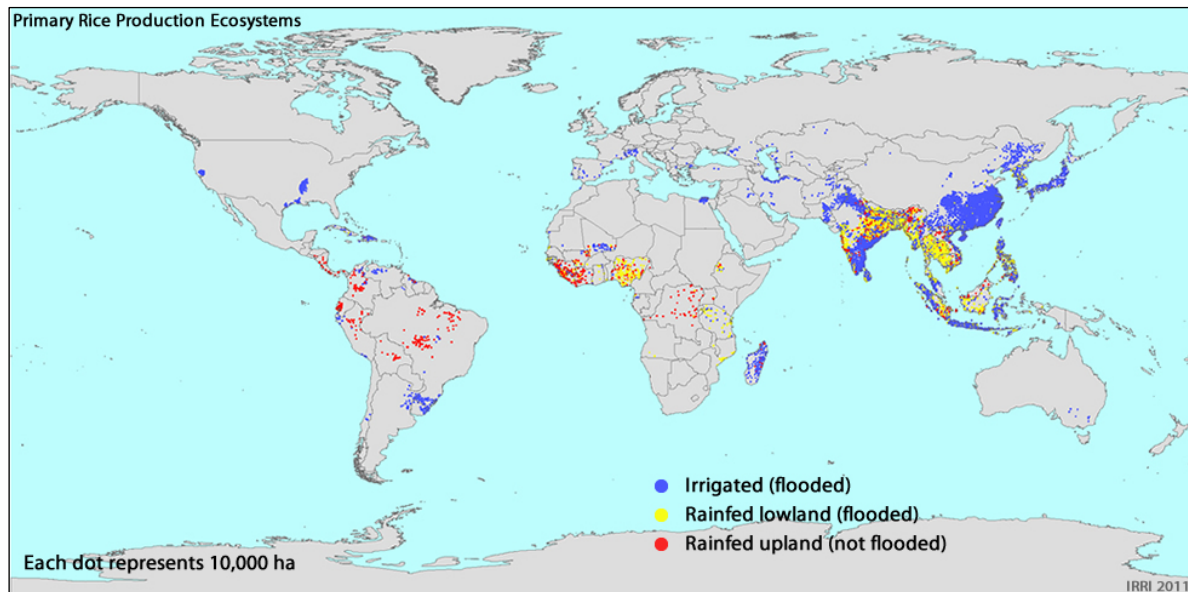 Primary Rice Production Ecosystems
Irrigated (flooded)
Rainfed lowland (flooded)
Rainfed upland (not flooded)
Each dot represents 10,000 ha
IRRI 2011